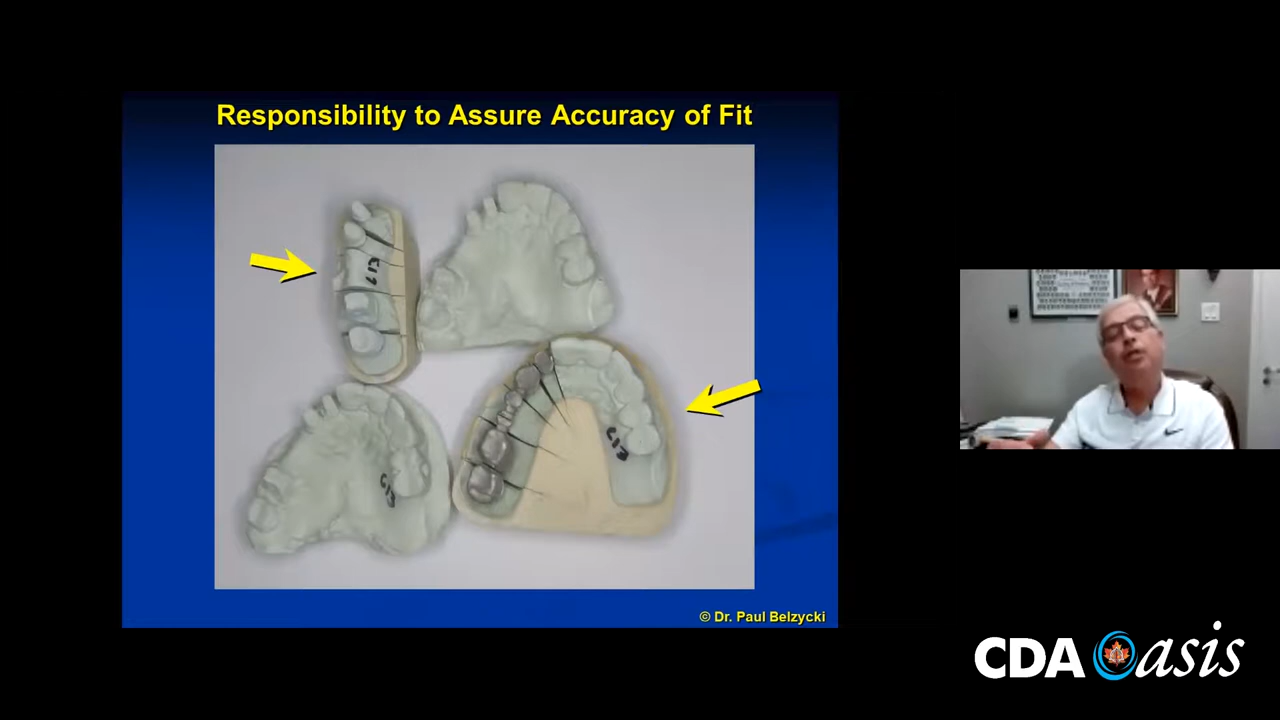 Responsibility to Assure Accuracy of Fit
© Dr. Paul Belzycki
CDA Oasis